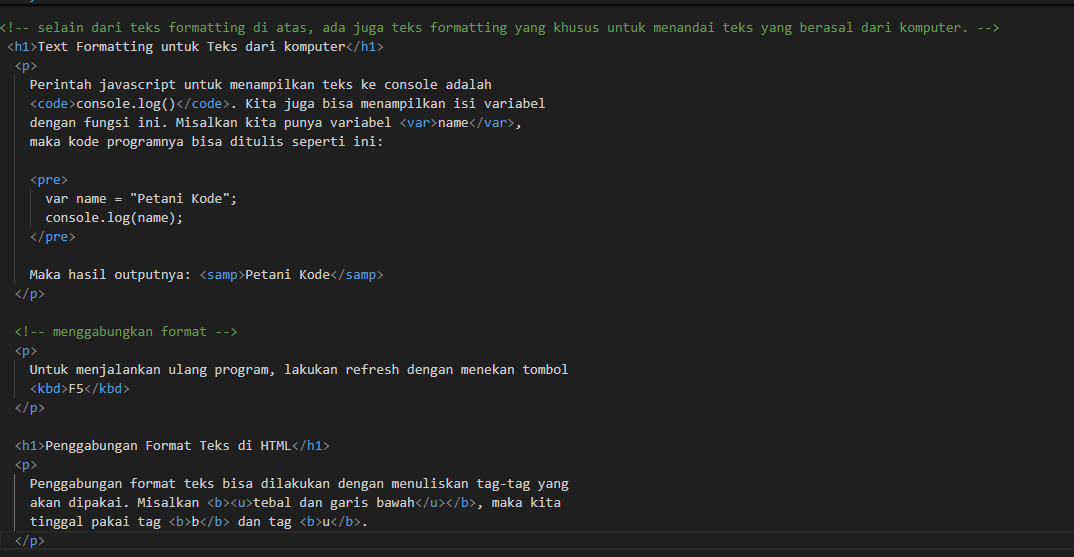 <!-- selain dari teks formatting di atas, ada juga teks formatting yang khusus untuk menandai teks yang berasal dari komputer. -->
<h1>Text Formatting untuk Teks dari komputer</h1>
<p>
Perintah javascript untuk menampilkan teks ke console adalah
<code>console.log()</code>. Kita juga bisa menampilkan isi variabel
dengan fungsi ini. Misalkan kita punya variabel <var>name</var>,
maka kode programnya bisa ditulis seperti ini:
<pre>
var name = "Petani Kode";
console.log(name);
</pre>
Maka hasil outputnya: <samp>Petani Kode</samp>
</p>
<!-- menggabungkan format -->
<p>
Untuk menjalankan ulang program, lakukan refresh dengan menekan tombol
<kbd>F5</kbd>
</p>
<h1>Penggabungan Format Teks di HTML</h1>
<p>
Penggabungan format teks bisa dilakukan dengan menuliskan tag-tag yang
akan dipakai. Misalkan <b><u>tebal dan garis bawah</u></b>, maka kita
tinggal pakai tag <b>b</b> dan tag <b>u</b>.
</p>